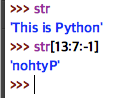 >>> str
'This is Python'
>>> str[13:7:-1]
'nohtyP'
>>>